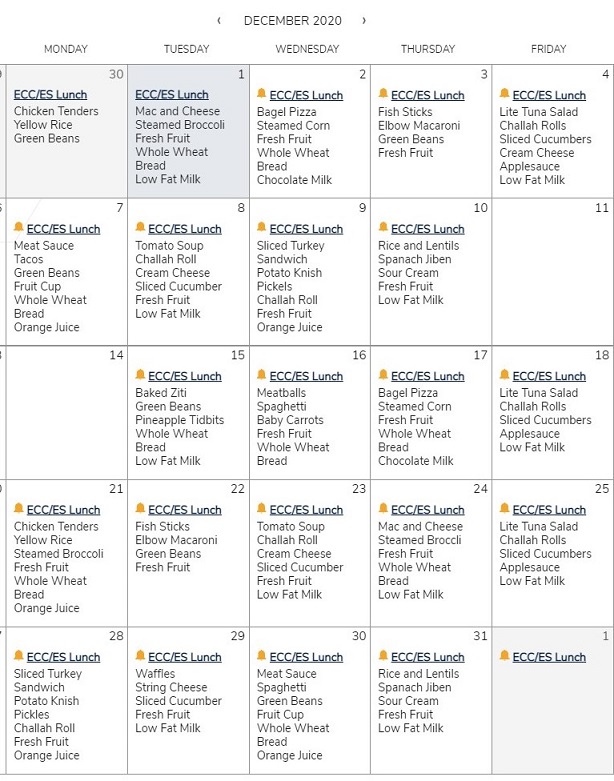 ‹ DECEMBER 2020 ›
MONDAY TUESDAY WEDNESDAY THURSDAY FRIDAY
30
ECC/ES Lunch
Chicken Tenders
Yellow Rice
Green Beans
1
ECC/ES Lunch
Mac and Cheese
Steamed Broccoli
Fresh Fruit
Whole Wheat
Bread
Low Fat Milk
2
ECC/ES Lunch
Bagel Pizza
Steamed Corn
Fresh Fruit
Whole Wheat
Bread
Chocolate Milk
3
ECC/ES Lunch
Fish Sticks
Elbow Macaroni
Green Beans
Fresh Fruit
4
ECC/ES Lunch
Lite Tuna Salad
Challah Rolls
Sliced Cucumbers
Cream Cheese
Applesauce
Low Fat Milk
7
ECC/ES Lunch
Meat Sauce
Tacos
Green Beans
Fruit Cup
Whole Wheat
Bread
Orange Juice
8
ECC/ES Lunch
Tomato Soup
Challah Roll
Cream Cheese
Sliced Cucumber
Fresh Fruit
Low Fat Milk
9
ECC/ES Lunch
Sliced Turkey
Sandwich
Potato Knish
Pickels
Challah Roll
Fresh Fruit
Orange Juice
10
ECC/ES Lunch
Rice and Lentils
Spanach Jiben
Sour Cream
Fresh Fruit
Low Fat Milk
11
14
15
ECC/ES Lunch
Baked Ziti
Green Beans
Pineapple Tidbits
Whole Wheat
Bread
Low Fat Milk
16
ECC/ES Lunch
Meatballs
Spaghetti
Baby Carrots
Fresh Fruit
Whole Wheat
Bread
17
ECC/ES Lunch
Bagel Pizza
Steamed Corn
Fresh Fruit
Whole Wheat
Bread
Chocolate Milk
18
ECC/ES Lunch
Lite Tuna Salad
Challah Rolls
Sliced Cucumbers
Applesauce
Low Fat Milk
21
ECC/ES Lunch
Chicken Tenders
Yellow Rice
Steamed Broccoli
Fresh Fruit
Whole Wheat
Bread
Orange Juice
22
ECC/ES Lunch
Fish Sticks
Elbow Macaroni
Green Beans
Fresh Fruit
23
ECC/ES Lunch
Tomato Soup
Challah Roll
Cream Cheese
Sliced Cucumber
Fresh Fruit
Low Fat Milk
24
ECC/ES Lunch
Mac and Cheese
Steamed Broccli
Fresh Fruit
Whole Wheat
Bread
Low Fat Milk
25
ECC/ES Lunch
Lite Tuna Salad
Challah Rolls
Sliced Cucumbers
Applesauce
Low Fat Milk
28
ECC/ES Lunch
Sliced Turkey
Sandwich
Potato Knish
Pickles
Challah Roll
Fresh Fruit
Orange Juice
29
ECC/ES Lunch
Waffles
String Cheese
Sliced Cucumber
Fresh Fruit
Low Fat Milk
30
ECC/ES Lunch
Meat Sauce
Spaghetti
Green Beans
Fruit Cup
Whole Wheat
Bread
Orange Juice
31
ECC/ES Lunch
Rice and Lentils
Spanach Jiben
Sour Cream
Fresh Fruit
Low Fat Milk
1
ECC/ES Lunch